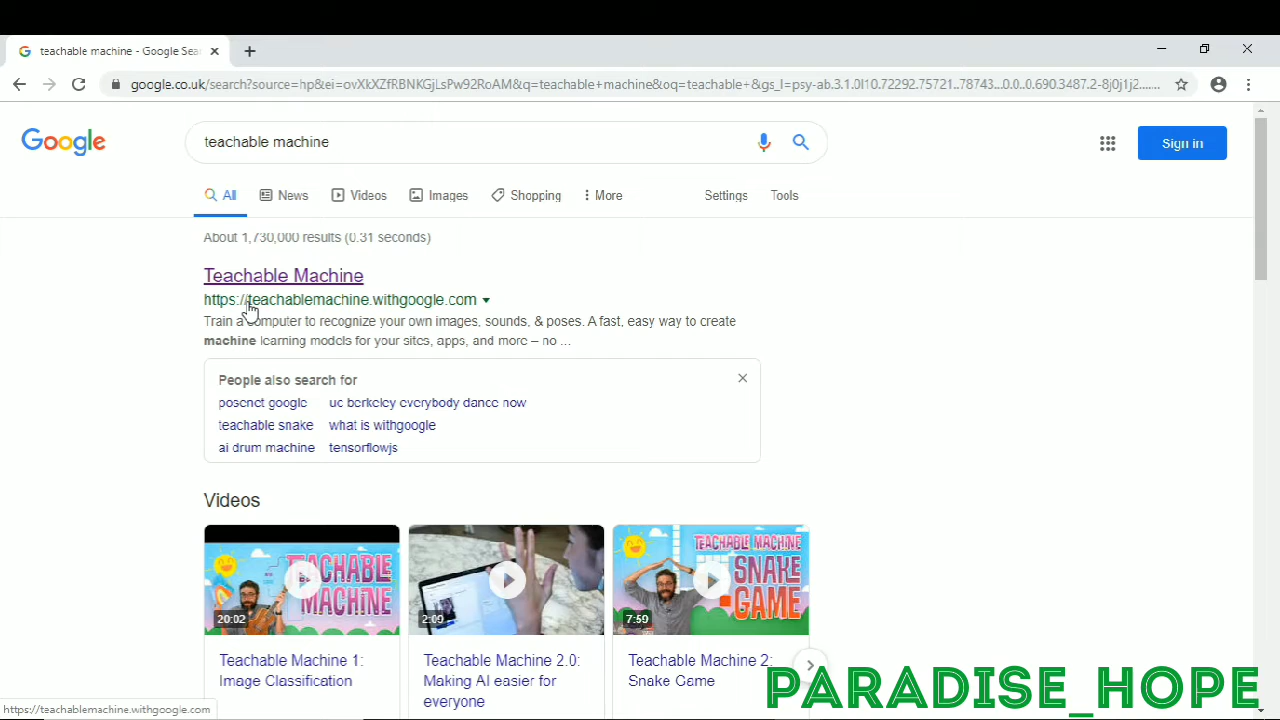 teachable machine - Google Sea
google.co.uk/search?source=hp&ei=ovXkXZfRBNKGjLsPw92RoAM&q=teachable+machine&oq=teachable+&gs_l=psy-ab.3.1.0l10.72292.75721..78743...0.0..0.690.3487.2-8j0j1j2......
Google
teachable machine
Sign in
All News Videos Images Shopping More Settings Tools
About 1,730,000 results (0.31 seconds)
Teachable Machine
https://teachablemachine.withgoogle.com
Train a computer to recognize your own images, sounds, & poses. A fast, easy way to create
machine learning models for your sites, apps, and more – no ...
People also search for
posenet google uc berkeley everybody dance now
teachable snake what is withgoogle
ai drum machine tensorflowjs
Videos
TEACHABLE MACHINE
20:02
2:09
TEACHABLE MACHINE
SNAKE GAME
7:59
Teachable Machine 1:
Image Classification
Teachable Machine 2.0:
Making AI easier for
everyone
Teachable Machine 2:
Snake Game
PARADISE_HOPE
https://teachablemachine.withgoogle.com